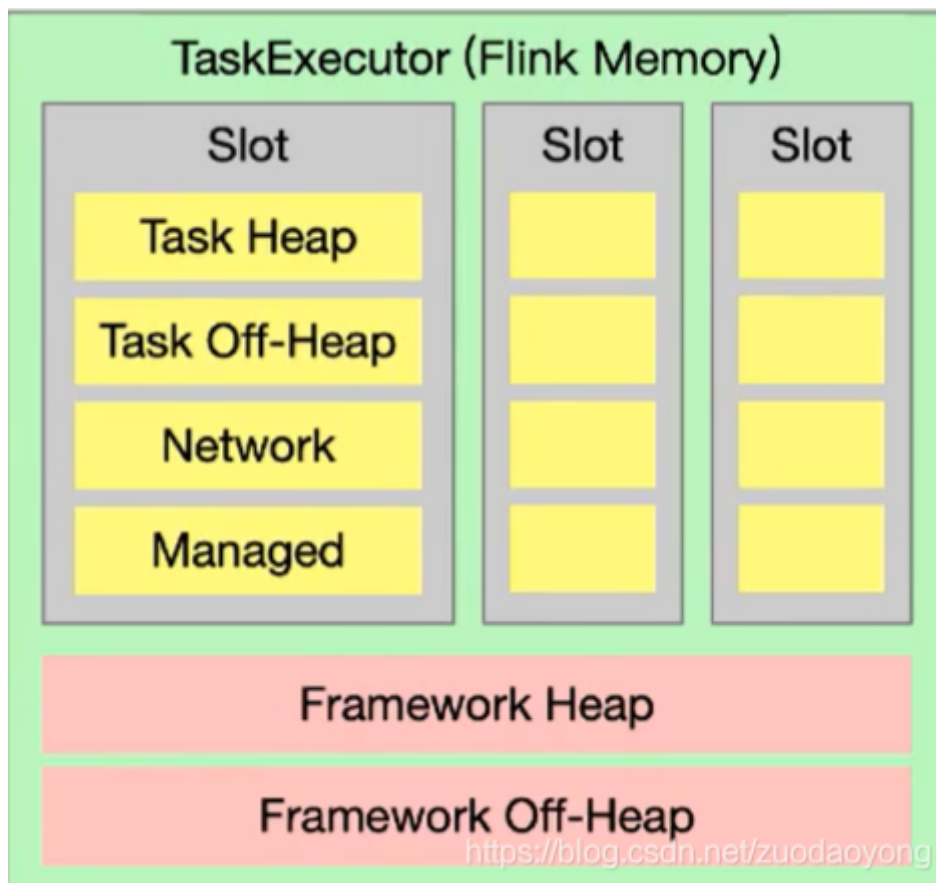 TaskExecutor (Flink Memory)
Slot
Slot
Slot
Task Heap
Task Off-Heap
Network
Managed
Framework Heap
Framework Off-Heap
https://blog.csdn.net/zuodaoyong